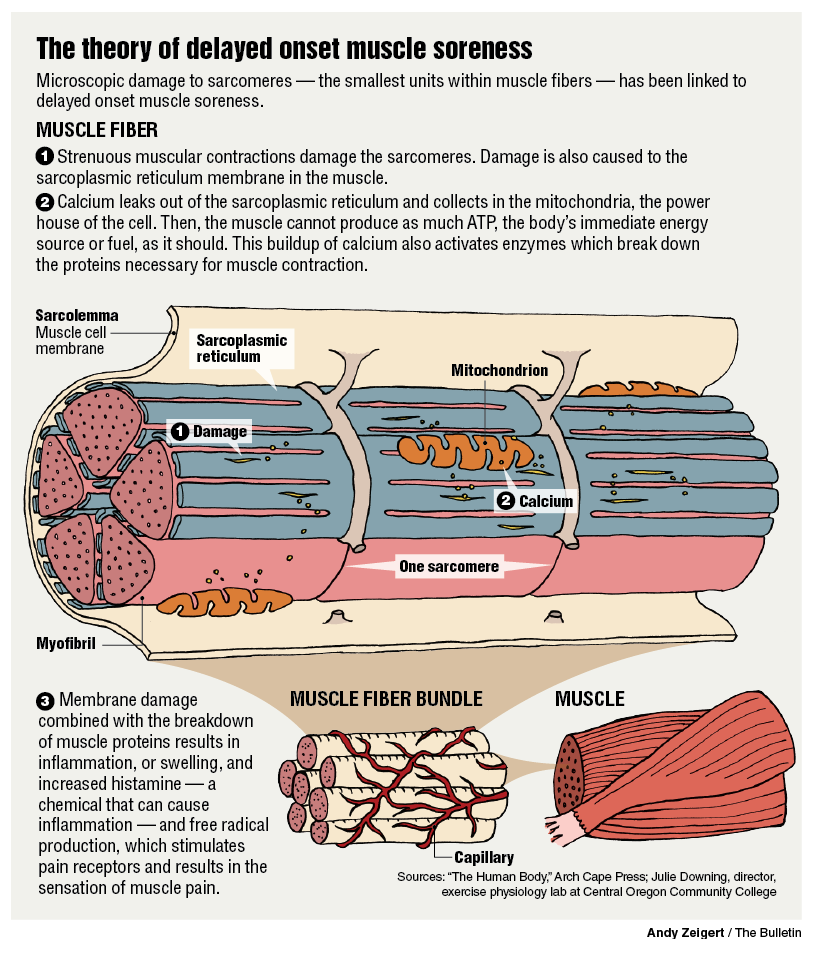 The theory of delayed onset muscle soreness
Microscopic damage to sarcomeres — the smallest units within muscle fibers — has been linked to
delayed onset muscle soreness.
MUSCLE FIBER
1 Strenuous muscular contractions damage the sarcomeres. Damage is also caused to the
sarcoplasmic reticulum membrane in the muscle.
2 Calcium leaks out of the sarcoplasmic reticulum and collects in the mitochondria, the power
house of the cell. Then, the muscle cannot produce as much ATP, the body’s immediate energy
source or fuel, as it should. This buildup of calcium also activates enzymes which break down
the proteins necessary for muscle contraction.
Sarcolemma
Muscle cell
membrane
Sarcoplasmic
reticulum
Mitochondrion
1 Damage
2 Calcium
One sarcomere
Myofibril
3 Membrane damage
combined with the breakdown
of muscle proteins results in
inflammation, or swelling, and
increased histamine — a
chemical that can cause
inflammation — and free radical
production, which stimulates
pain receptors and results in the
sensation of muscle pain.
MUSCLE FIBER BUNDLE
MUSCLE
Capillary
Sources: “The Human Body,” Arch Cape Press; Julie Downing, director,
exercise physiology lab at Central Oregon Community College
Andy Zeigert / The Bulletin